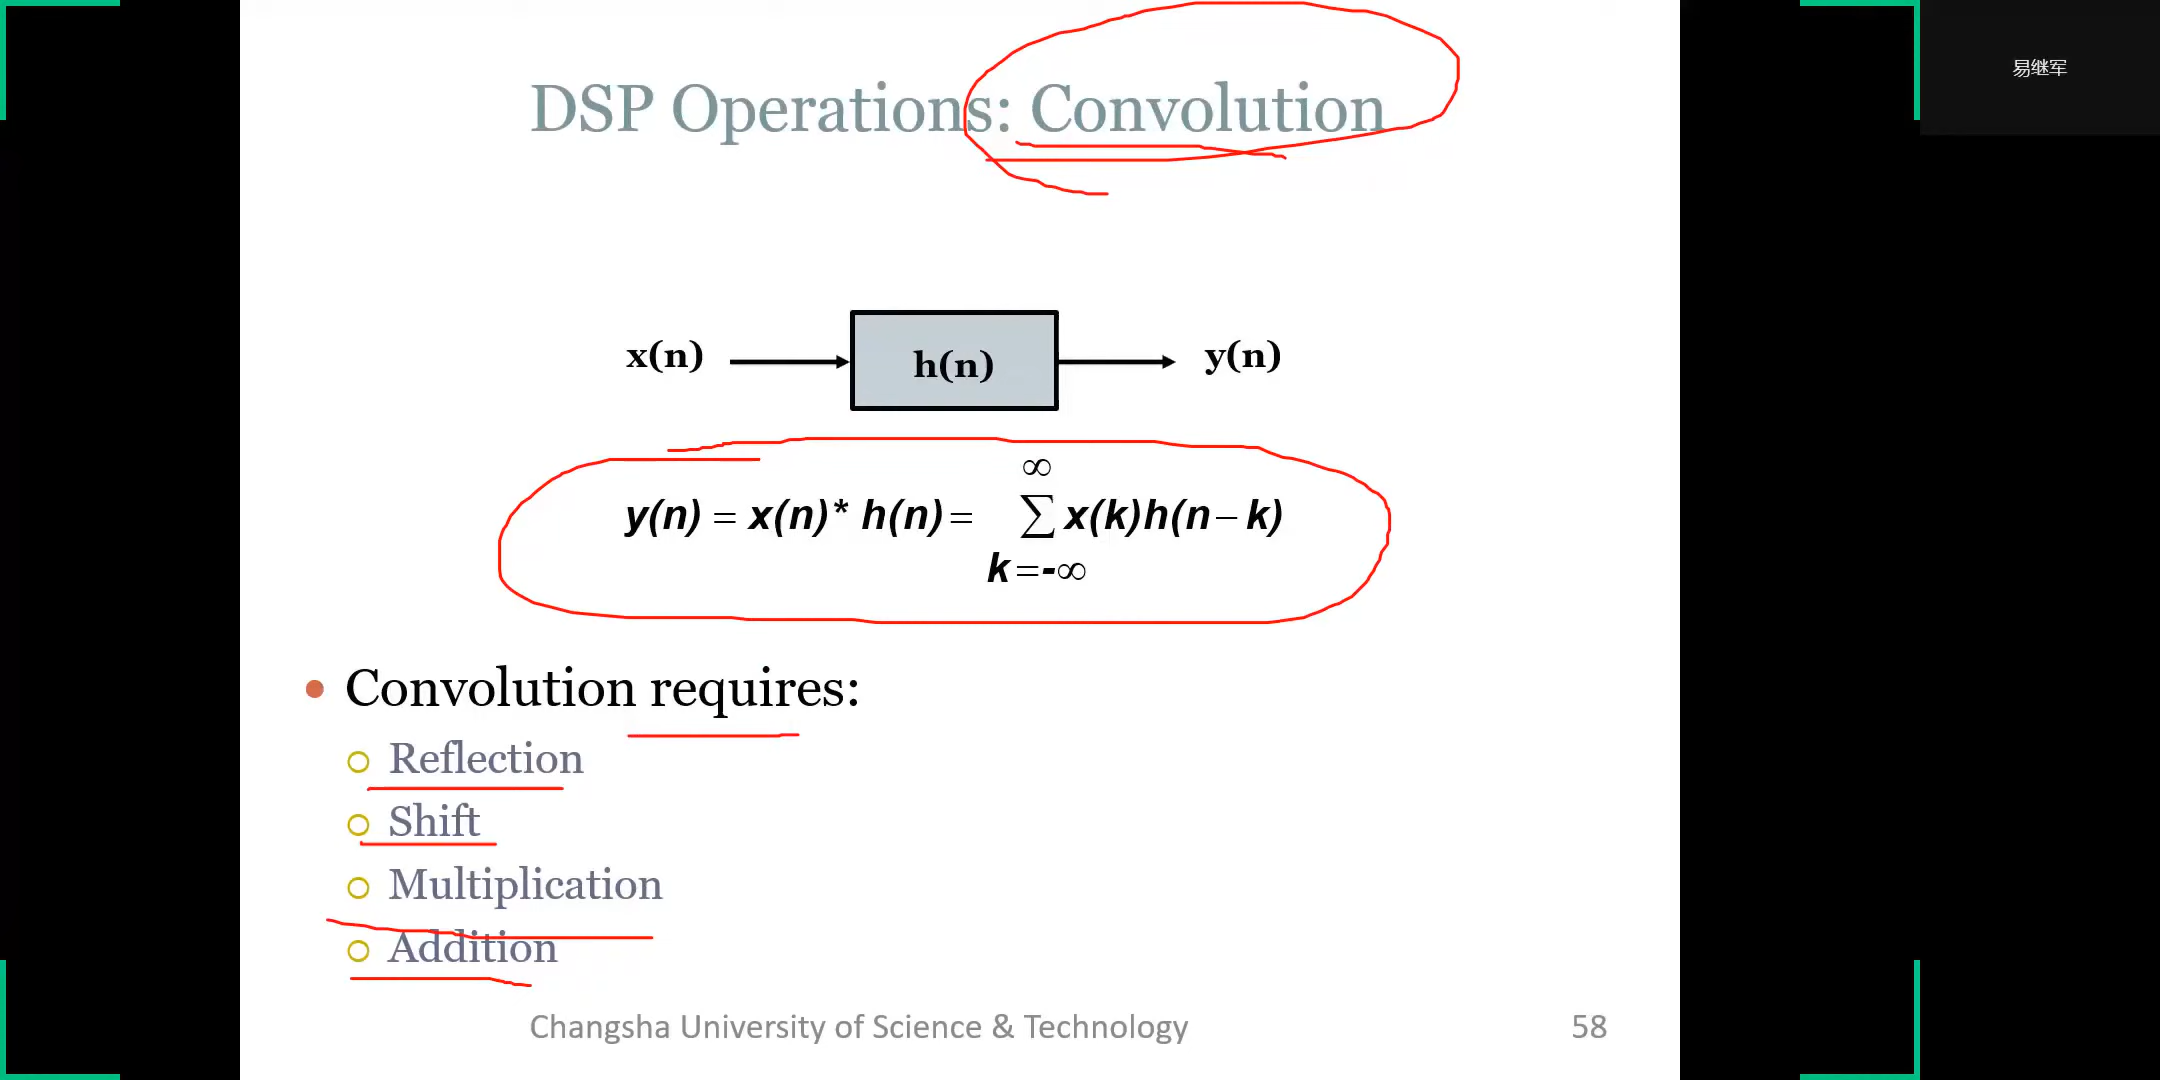 易继军
DSP Operations: Convolution
x(n) h(n) y(n)
∞
y(n) = x(n)* h(n) = ∑ x(k)h(n – k)
k =-∞
Convolution requires:
Reflection
Shift
Multiplication
Addition
Changsha University of Science & Technology 58